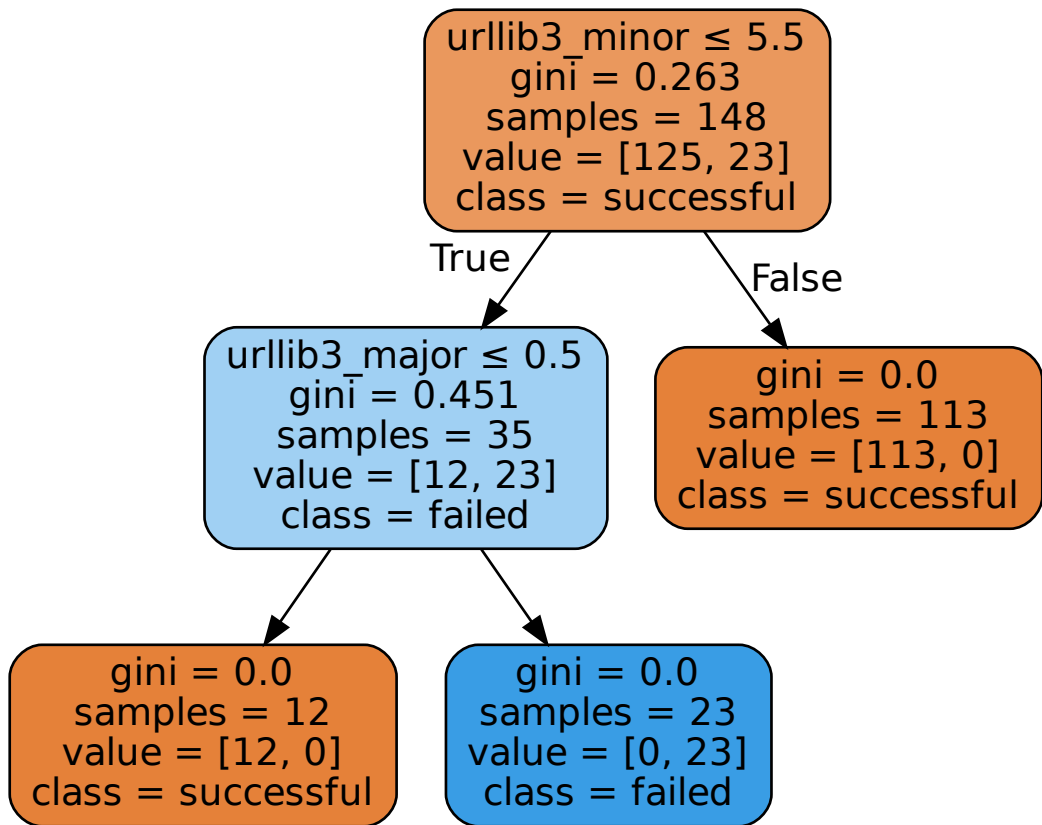 urllib3_minor ≤ 5.5
gini = 0.263
samples = 148
value = [125, 23]
class = successful
True
False
urllib3_major ≤ 0.5
gini = 0.451
samples = 35
value = [12, 23]
class = failed
gini = 0.0
samples = 113
value = [113, 0]
class = successful
gini = 0.0
samples = 12
value = [12, 0]
class = successful
gini = 0.0
samples = 23
value = [0, 23]
class = failed